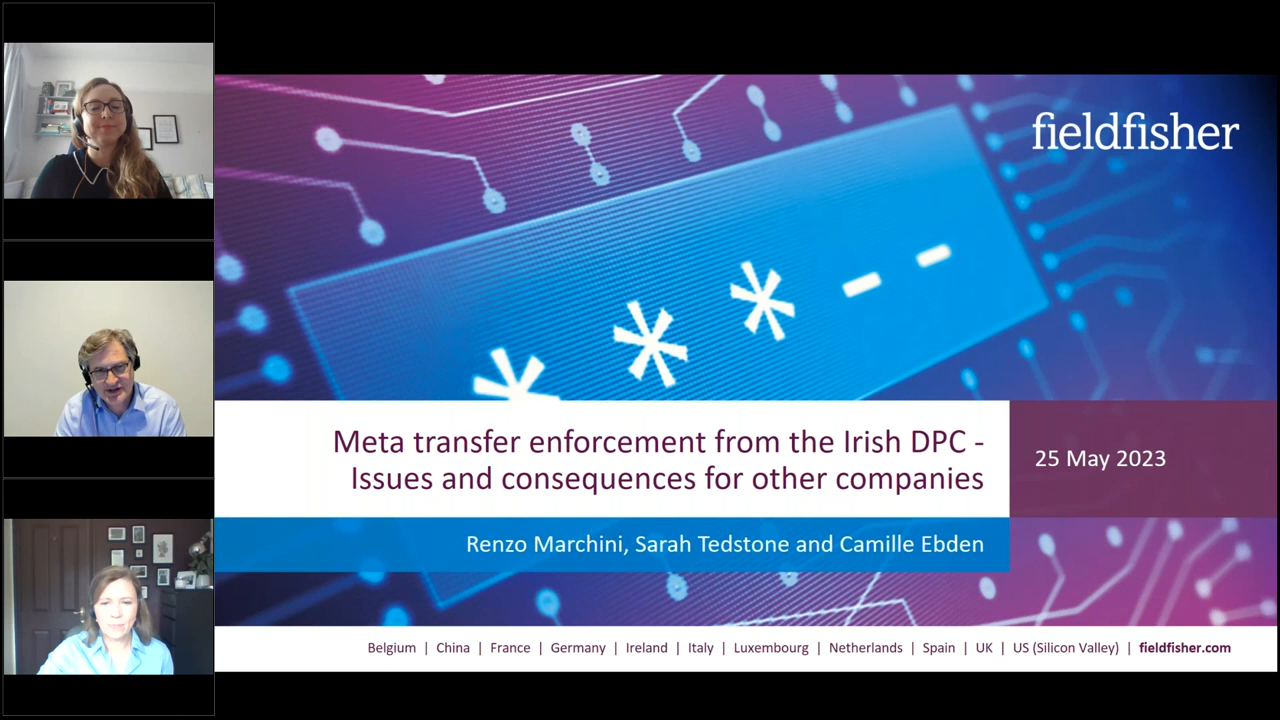 fieldfisher
* * * - -
Meta transfer enforcement from the Irish DPC -
Issues and consequences for other companies
25 May 2023
Renzo Marchini, Sarah Tedstone and Camille Ebden
Belgium | China | France | Germany | Ireland | Italy | Luxembourg | Netherlands | Spain | UK | US (Silicon Valley) | fieldfisher.com